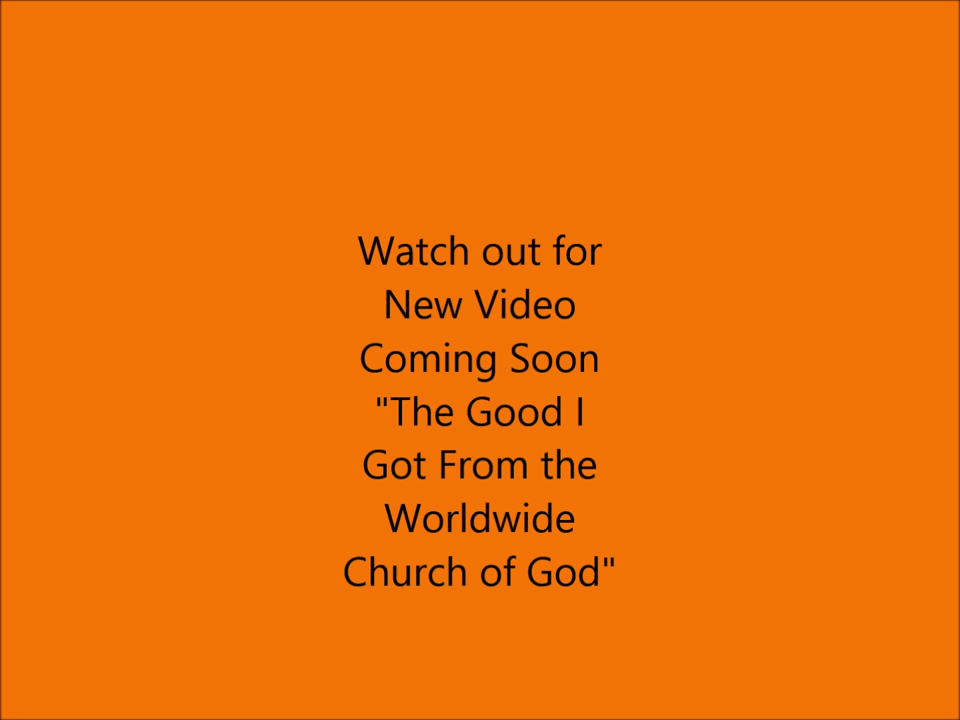 Watch out for
New Video
Coming Soon
"The Good I
Got From the
Worldwide
Church of God"